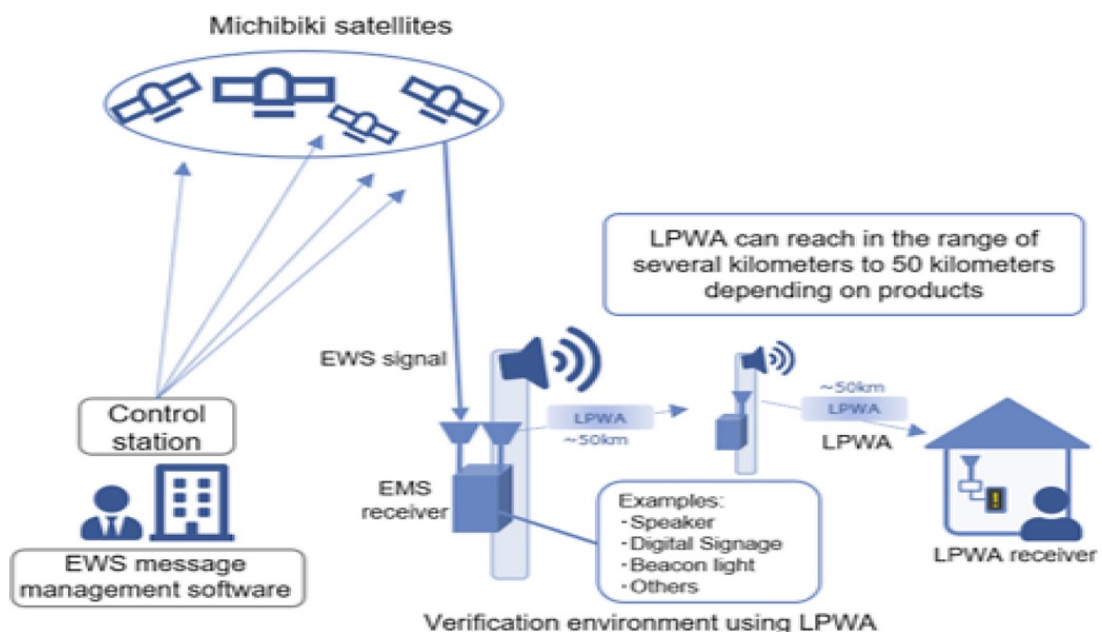 Michibiki satellites
LPWA can reach in the range of
several kilometers to 50 kilometers
depending on products
EWS signal
Control
station
LPWA
~50km
~50km
LPWA
LPWA
EMS
receiver
Examples:
-Speaker
-Digital Signage
-Beacon light
-Others
EWS message
management software
LPWA receiver
Verification environment using LPWA